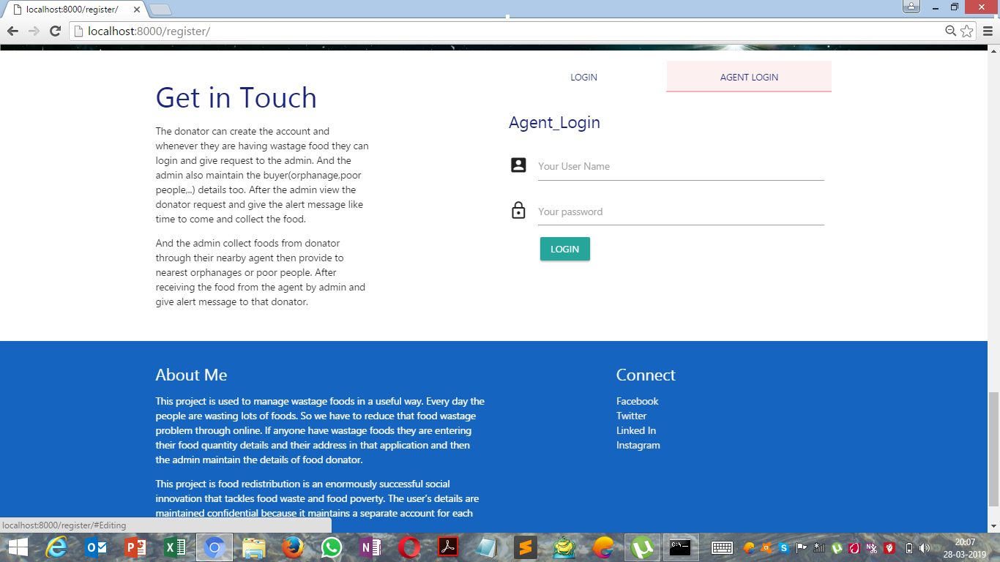 localhost:8000/register/
localhost:8000/register/
LOGIN
AGENT LOGIN
Get in Touch
The donator can create the account and
whenever they are having wastage food they can
login and give request to the admin. And the
admin also maintain the buyer(orphanage,poor
people,..) details too. After the admin view the
donator request and give the alert message like
time to come and collect the food.
And the admin collect foods from donator
through their nearby agent then provide to
nearest orphanages or poor people. After
receiving the food from the agent by admin and
give alert message to that donator.
Agent_Login
Your User Name
Your password
LOGIN
About Me
This project is used to manage wastage foods in a useful way. Every day the
people are wasting lots of foods. So we have to reduce that food wastage
problem through online. If anyone have wastage foods they are entering
their food quantity details and their address in that application and then
the admin maintain the details of food donator.
This project is food redistribution is an enormously successful social
innovation that tackles food waste and food poverty. The user's details are
maintained confidential because it maintains a separate account for each
Connect
Facebook
Twitter
Linked In
Instagram
localhost:8000/register/#Editing
20:07
28-03-2019